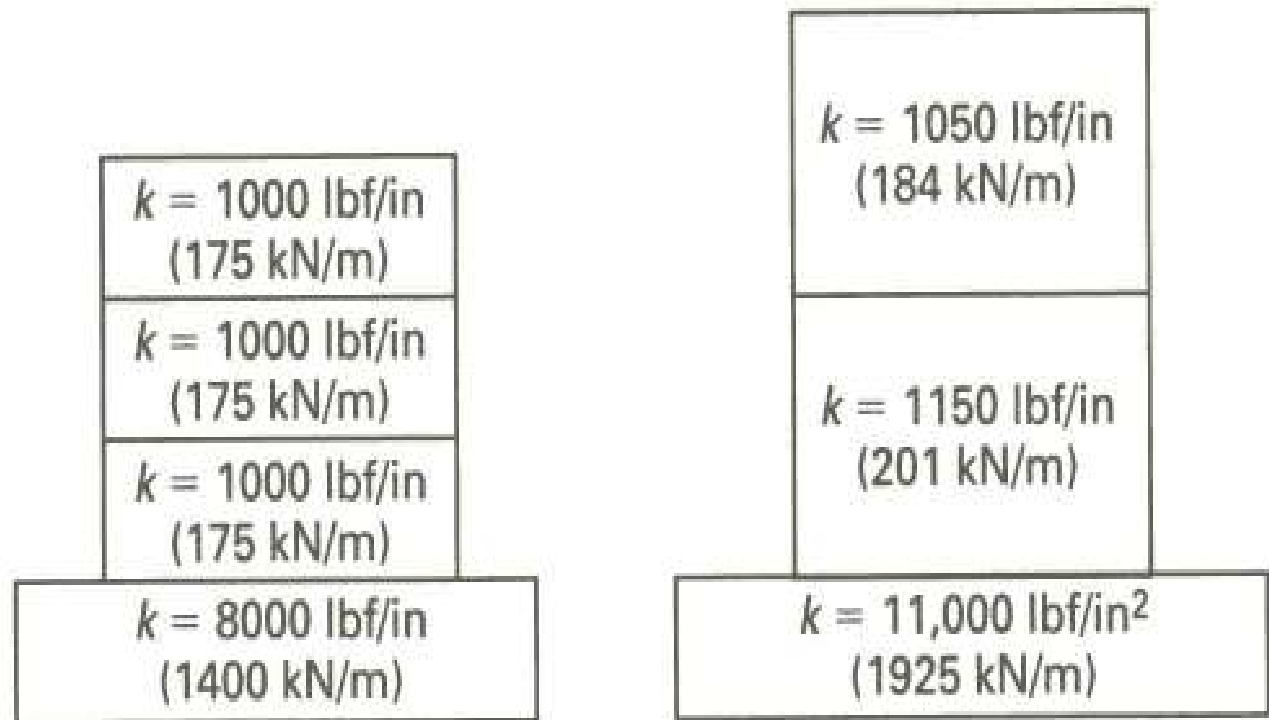 k = 1000 lbf/in
(175 kN/m)
k = 1000 lbf/in
(175 kN/m)
k = 1000 lbf/in
(175 kN/m)
k = 8000 lbf/in
(1400 kN/m)
k = 1050 lbf/in
(184 kN/m)
k = 1150 lbf/in
(201 kN/m)
k = 11,000 lbf/in²
(1925 kN/m)